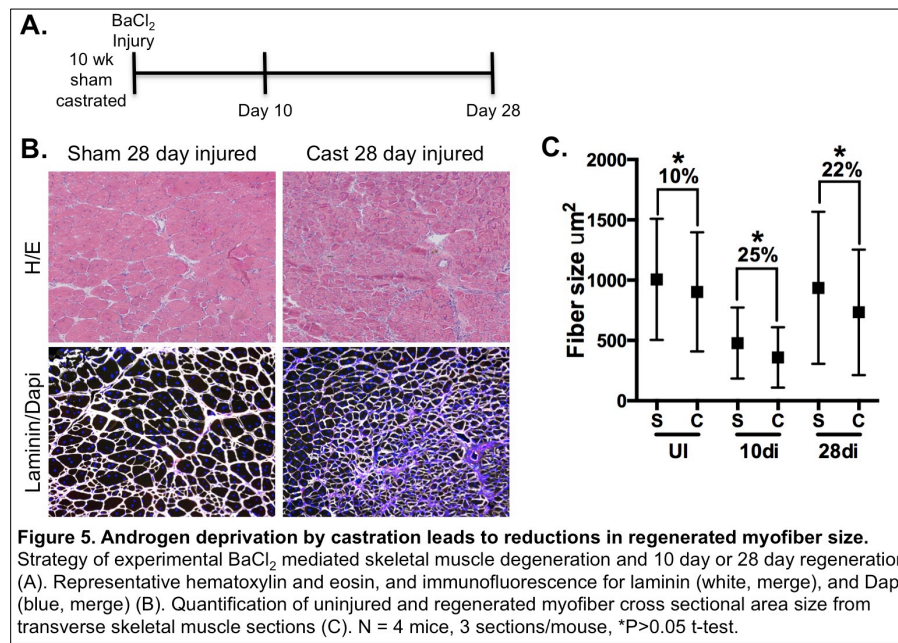 A.
BaCl2
Injury
10 wk
sham
castrated
Day 10
Day 28
B.
Sham 28 day injured
Cast 28 day injured
H/E
Laminin/Dapi
C.
Fiber size um2
2000
1500
1000
500
0
*
10%
*
25%
*
22%
S C S C S C
UI 10di 28di
Figure 5. Androgen deprivation by castration leads to reductions in regenerated myofiber size.
Strategy of experimental BaCl2 mediated skeletal muscle degeneration and 10 day or 28 day regeneration
(A). Representative hematoxylin and eosin, and immunofluorescence for laminin (white, merge), and Dap
(blue, merge) (B). Quantification of uninjured and regenerated myofiber cross sectional area size from
transverse skeletal muscle sections (C). N = 4 mice, 3 sections/mouse, *P>0.05 t-test.